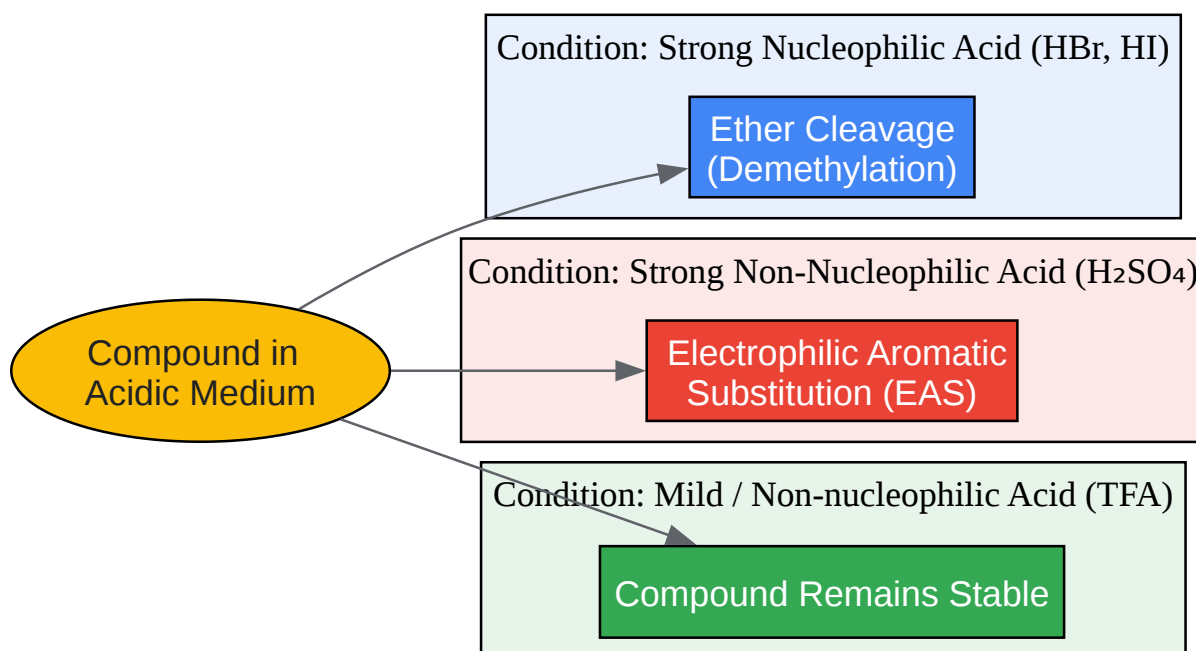 Condition: Strong Nucleophilic Acid (HBr, HI)
Ether Cleavage
(Demethylation)
Condition: Strong Non-Nucleophilic Acid (H₂SO₄)
Compound in
Acidic Medium
Electrophilic Aromatic
Substitution (EAS)
Condition: Mild / Non-nucleophilic Acid (TFA)
Compound Remains Stable